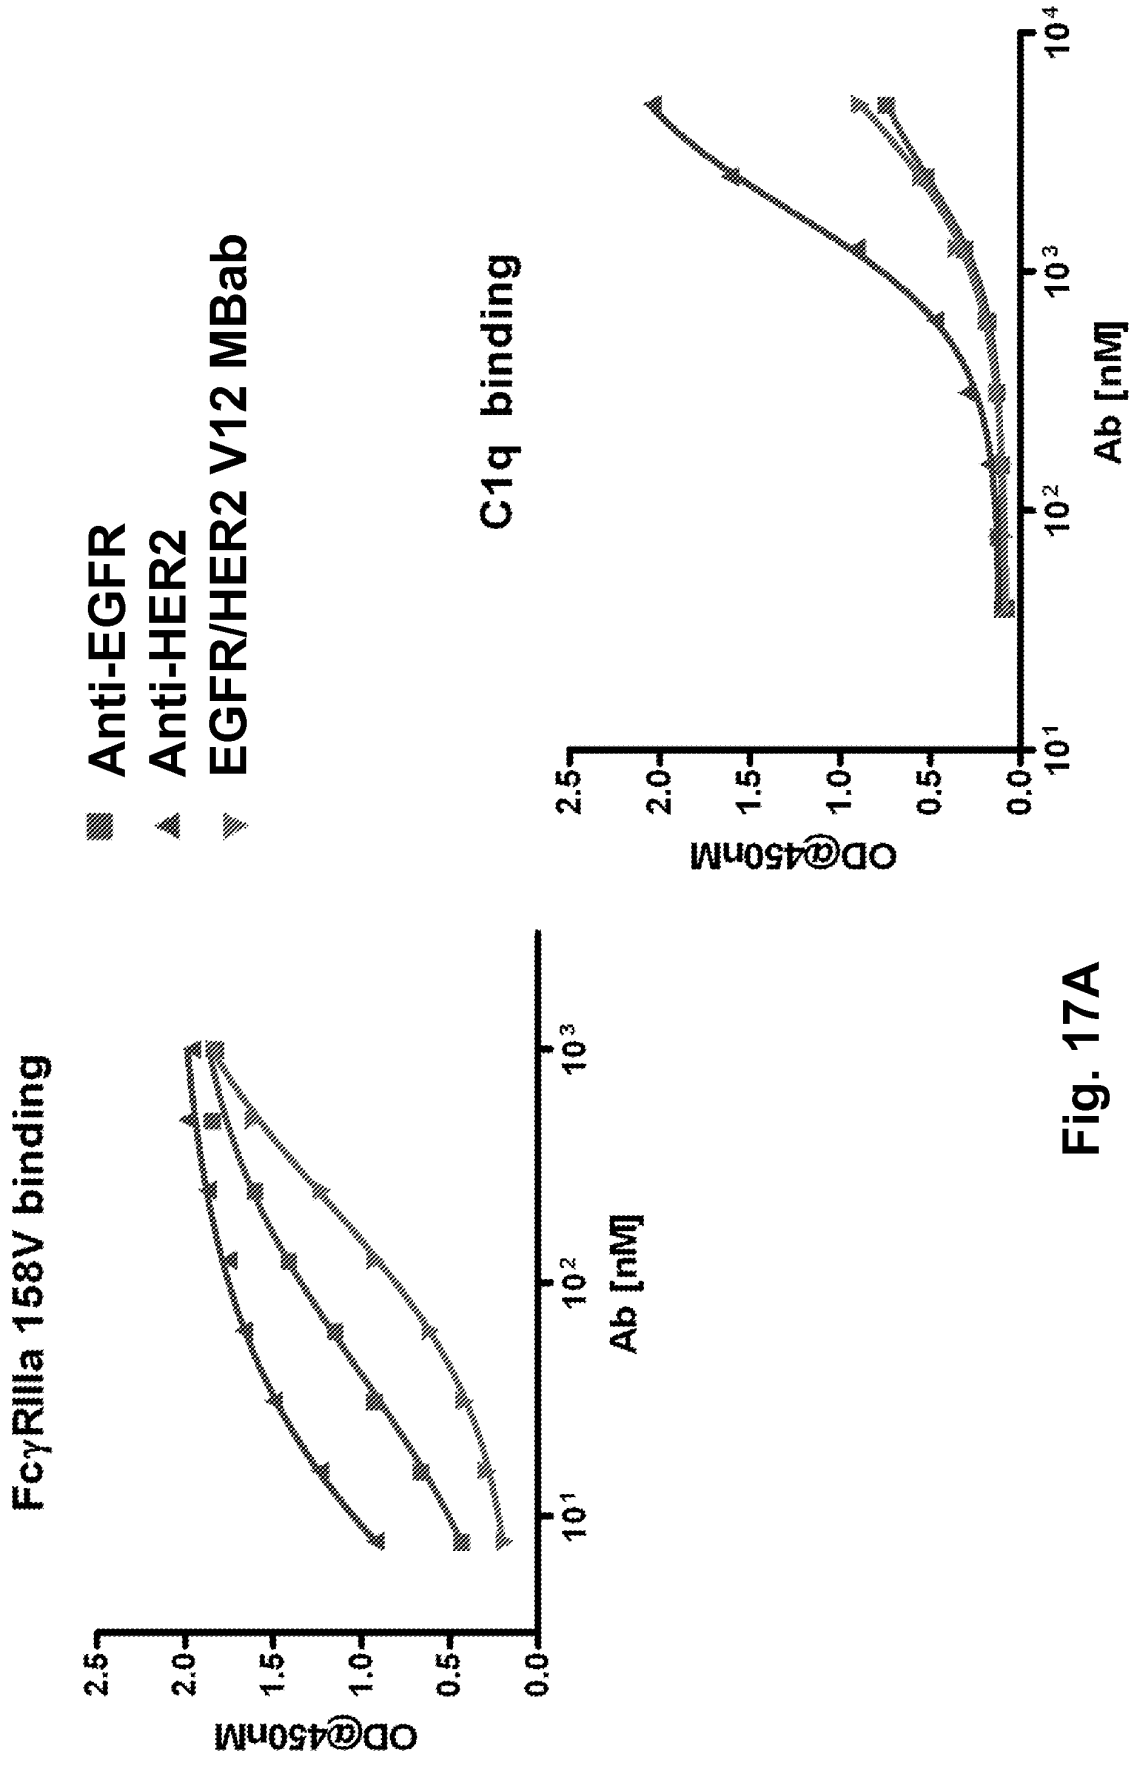 FcγRIIIa 158V binding
OD@450nM
2.5
2.0
1.5
1.0
0.5
0.0
10¹
10²
10³
Ab [nM]
Anti-EGFR
Anti-HER2
EGFR/HER2 V12 MBab
C1q binding
OD@450nM
2.5
2.0
1.5
1.0
0.5
0.0
10¹
10²
10³
10⁴
Ab [nM]
Fig. 17A